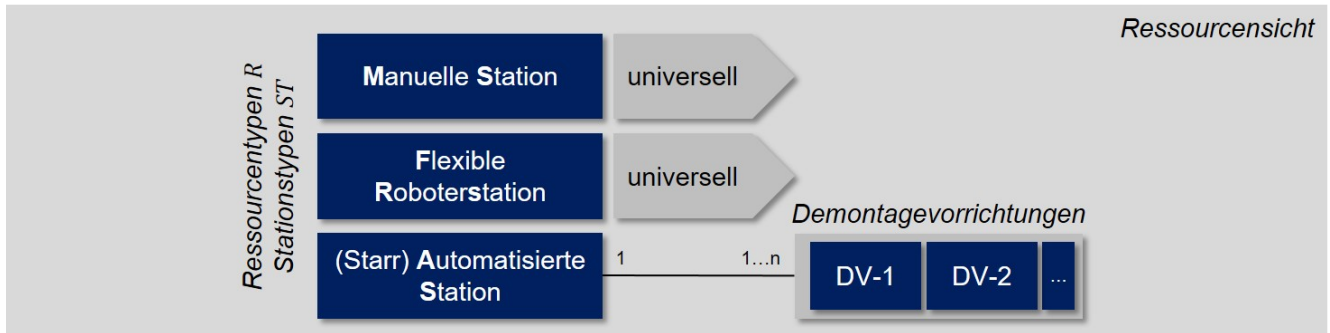 Ressourcensicht
Ressourcentypen R
Stationstypen ST
Manuelle Station
universell
Flexible
Roboterstation
universell
Demontagevorrichtungen
(Starr) Automatisierte
Station
1
1…n
DV-1
DV-2
...